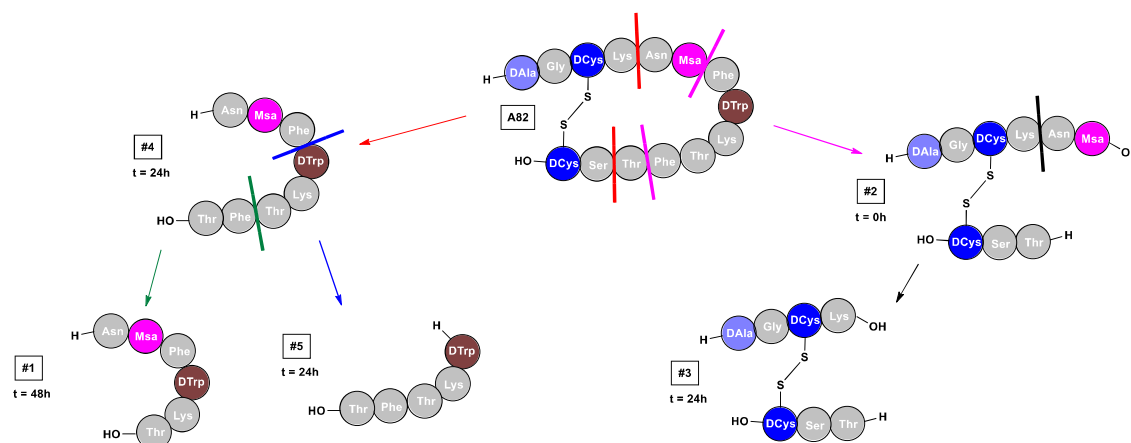 H DAla Gly DCys Lys Asn Msa Phe
DTrp
Lys
Thr
HO DCys Ser Thr Phe
S
S
A82
H Asn Msa Phe
DTrp
Lys
HO Thr Phe Thr
#4
t = 24h
H DAla Gly DCys Lys Asn Msa O
S
S
HO DCys Ser Thr H
#2
t = 0h
H Asn Msa Phe
DTrp
Lys
HO Thr
#1
t = 48h
H
DTrp
Lys
HO Thr Phe Thr
#5
t = 24h
H DAla Gly DCys Lys OH
S
S
HO DCys Ser Thr H
#3
t = 24h